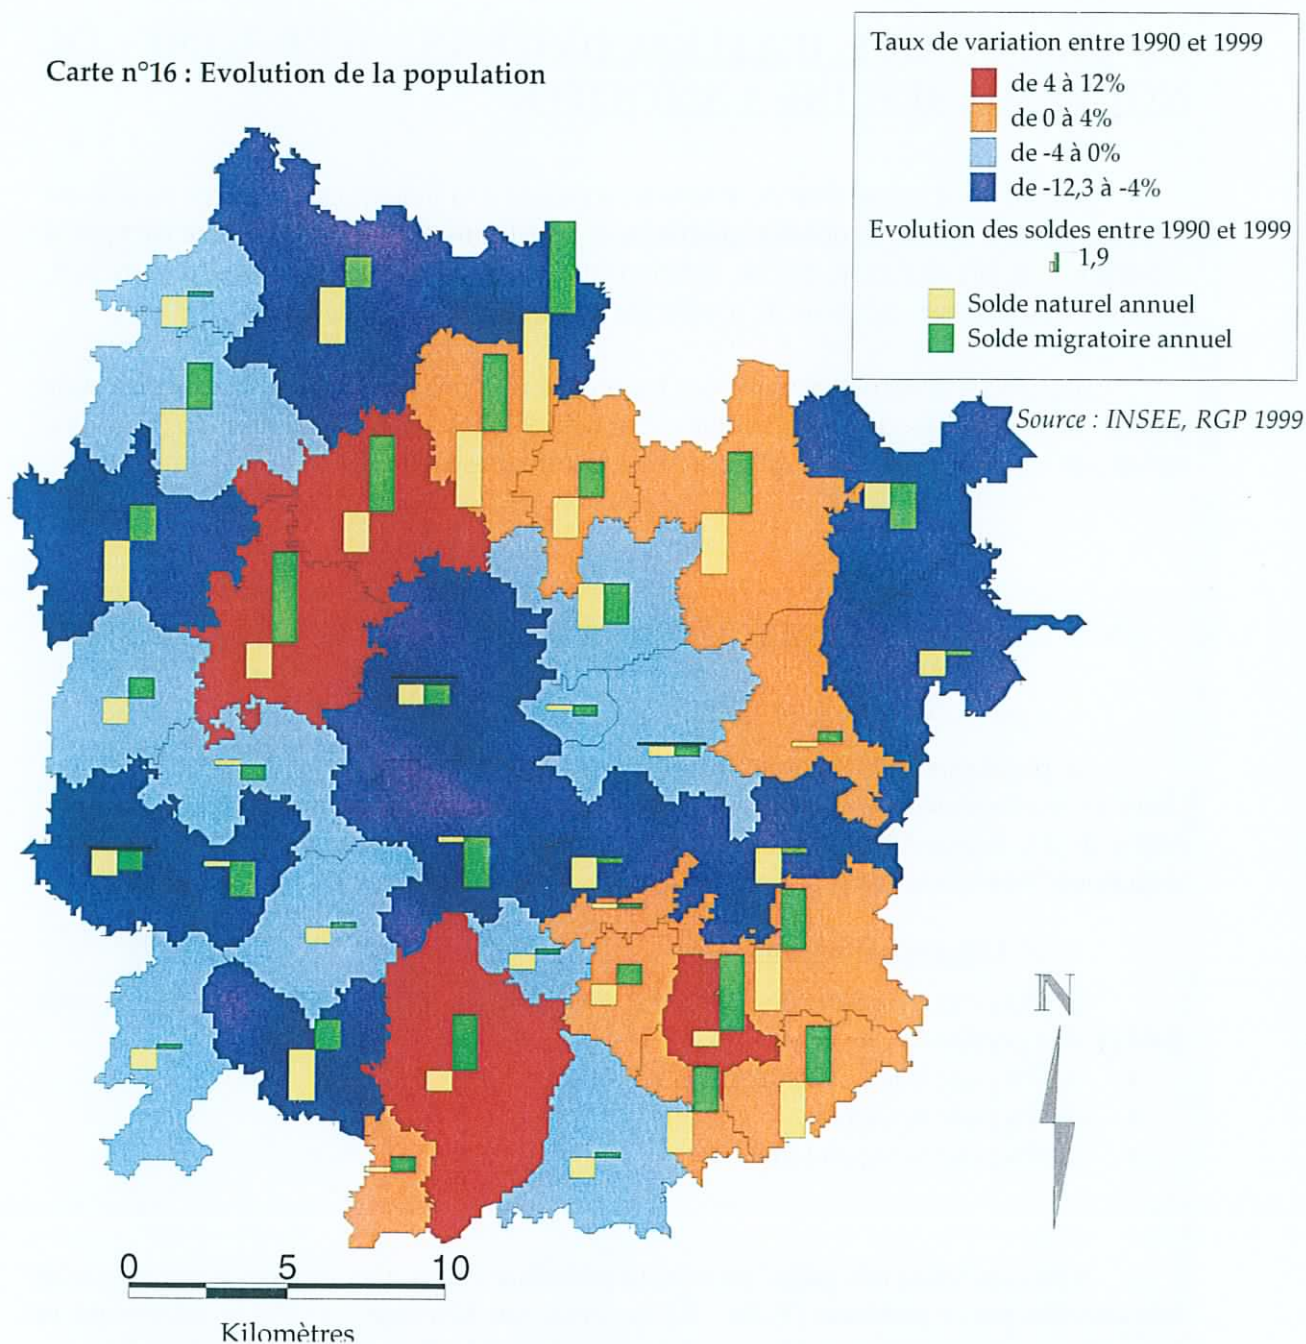 Carte n°16 : Evolution de la population
Taux de variation entre 1990 et 1999
de 4 à 12%
de 0 à 4%
de -4 à 0%
de -12,3 à -4%
Evolution des soldes entre 1990 et 1999
1,9
Solde naturel annuel
Solde migratoire annuel
Source : INSEE, RGP 1999
N
0 5 10
Kilomètres